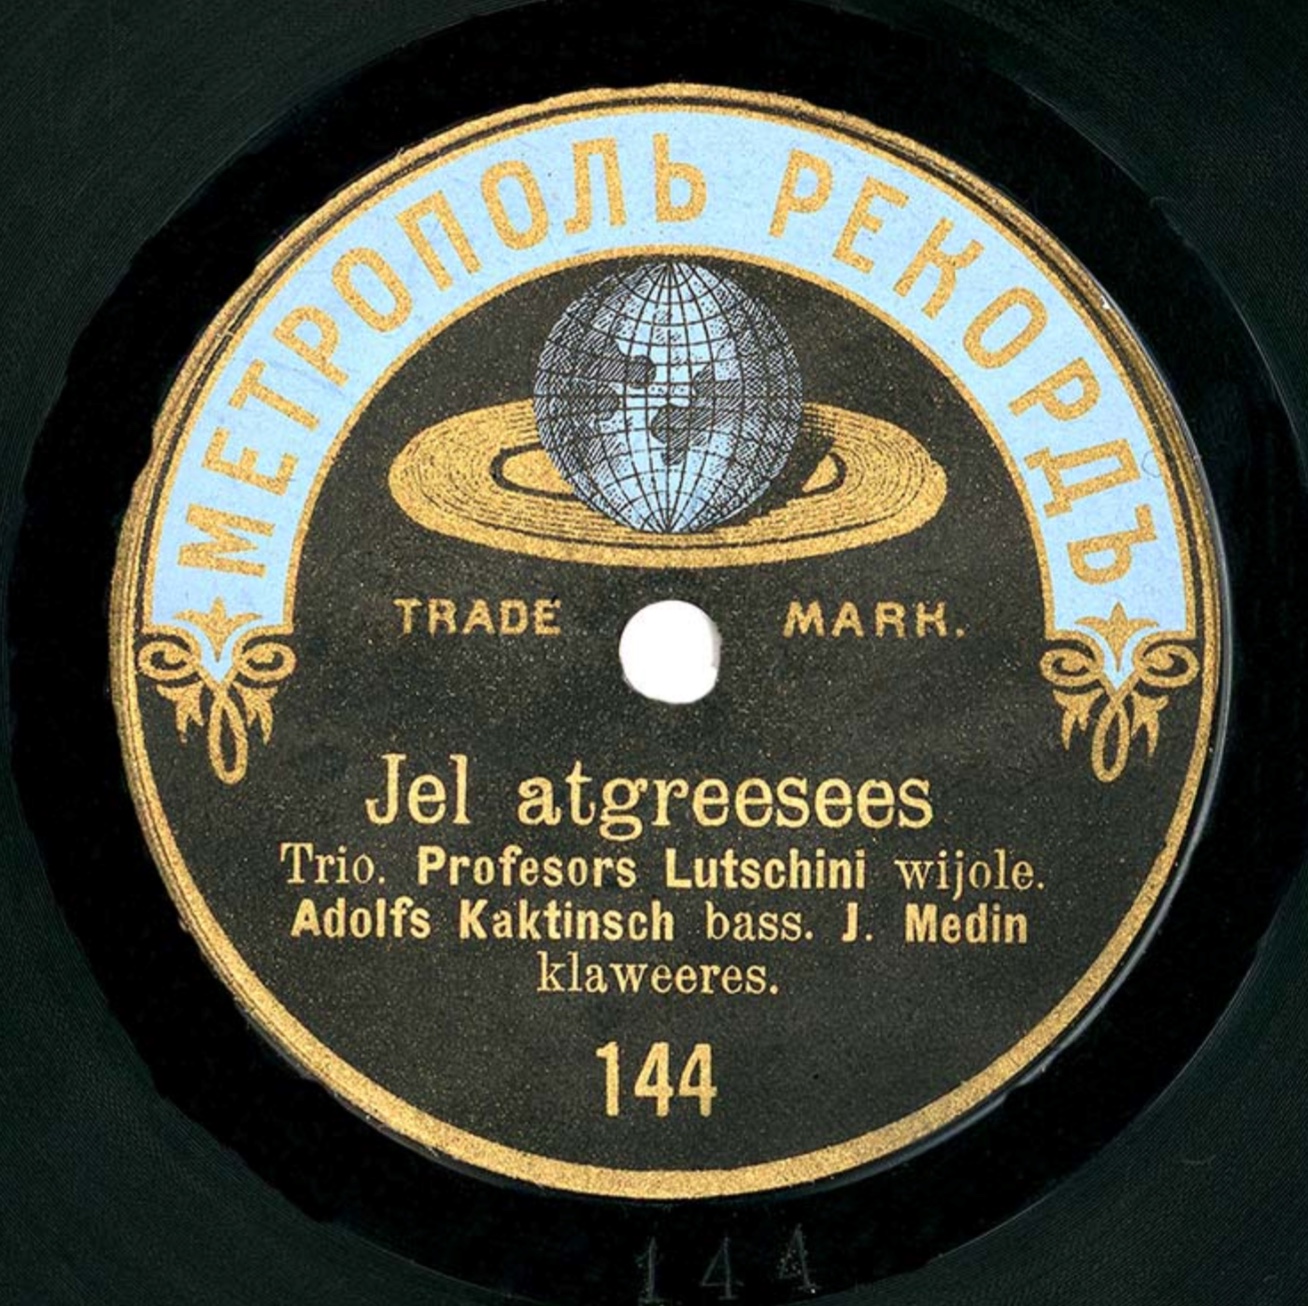 МЕТРОПОЛЬ РЕКОРДЪ
TRADE MARK.
Jel atgreesees
Trio. Profesors Lutschini wijole.
Adolfs Kaktinsch bass. J. Medin
klaweeres.
144
144